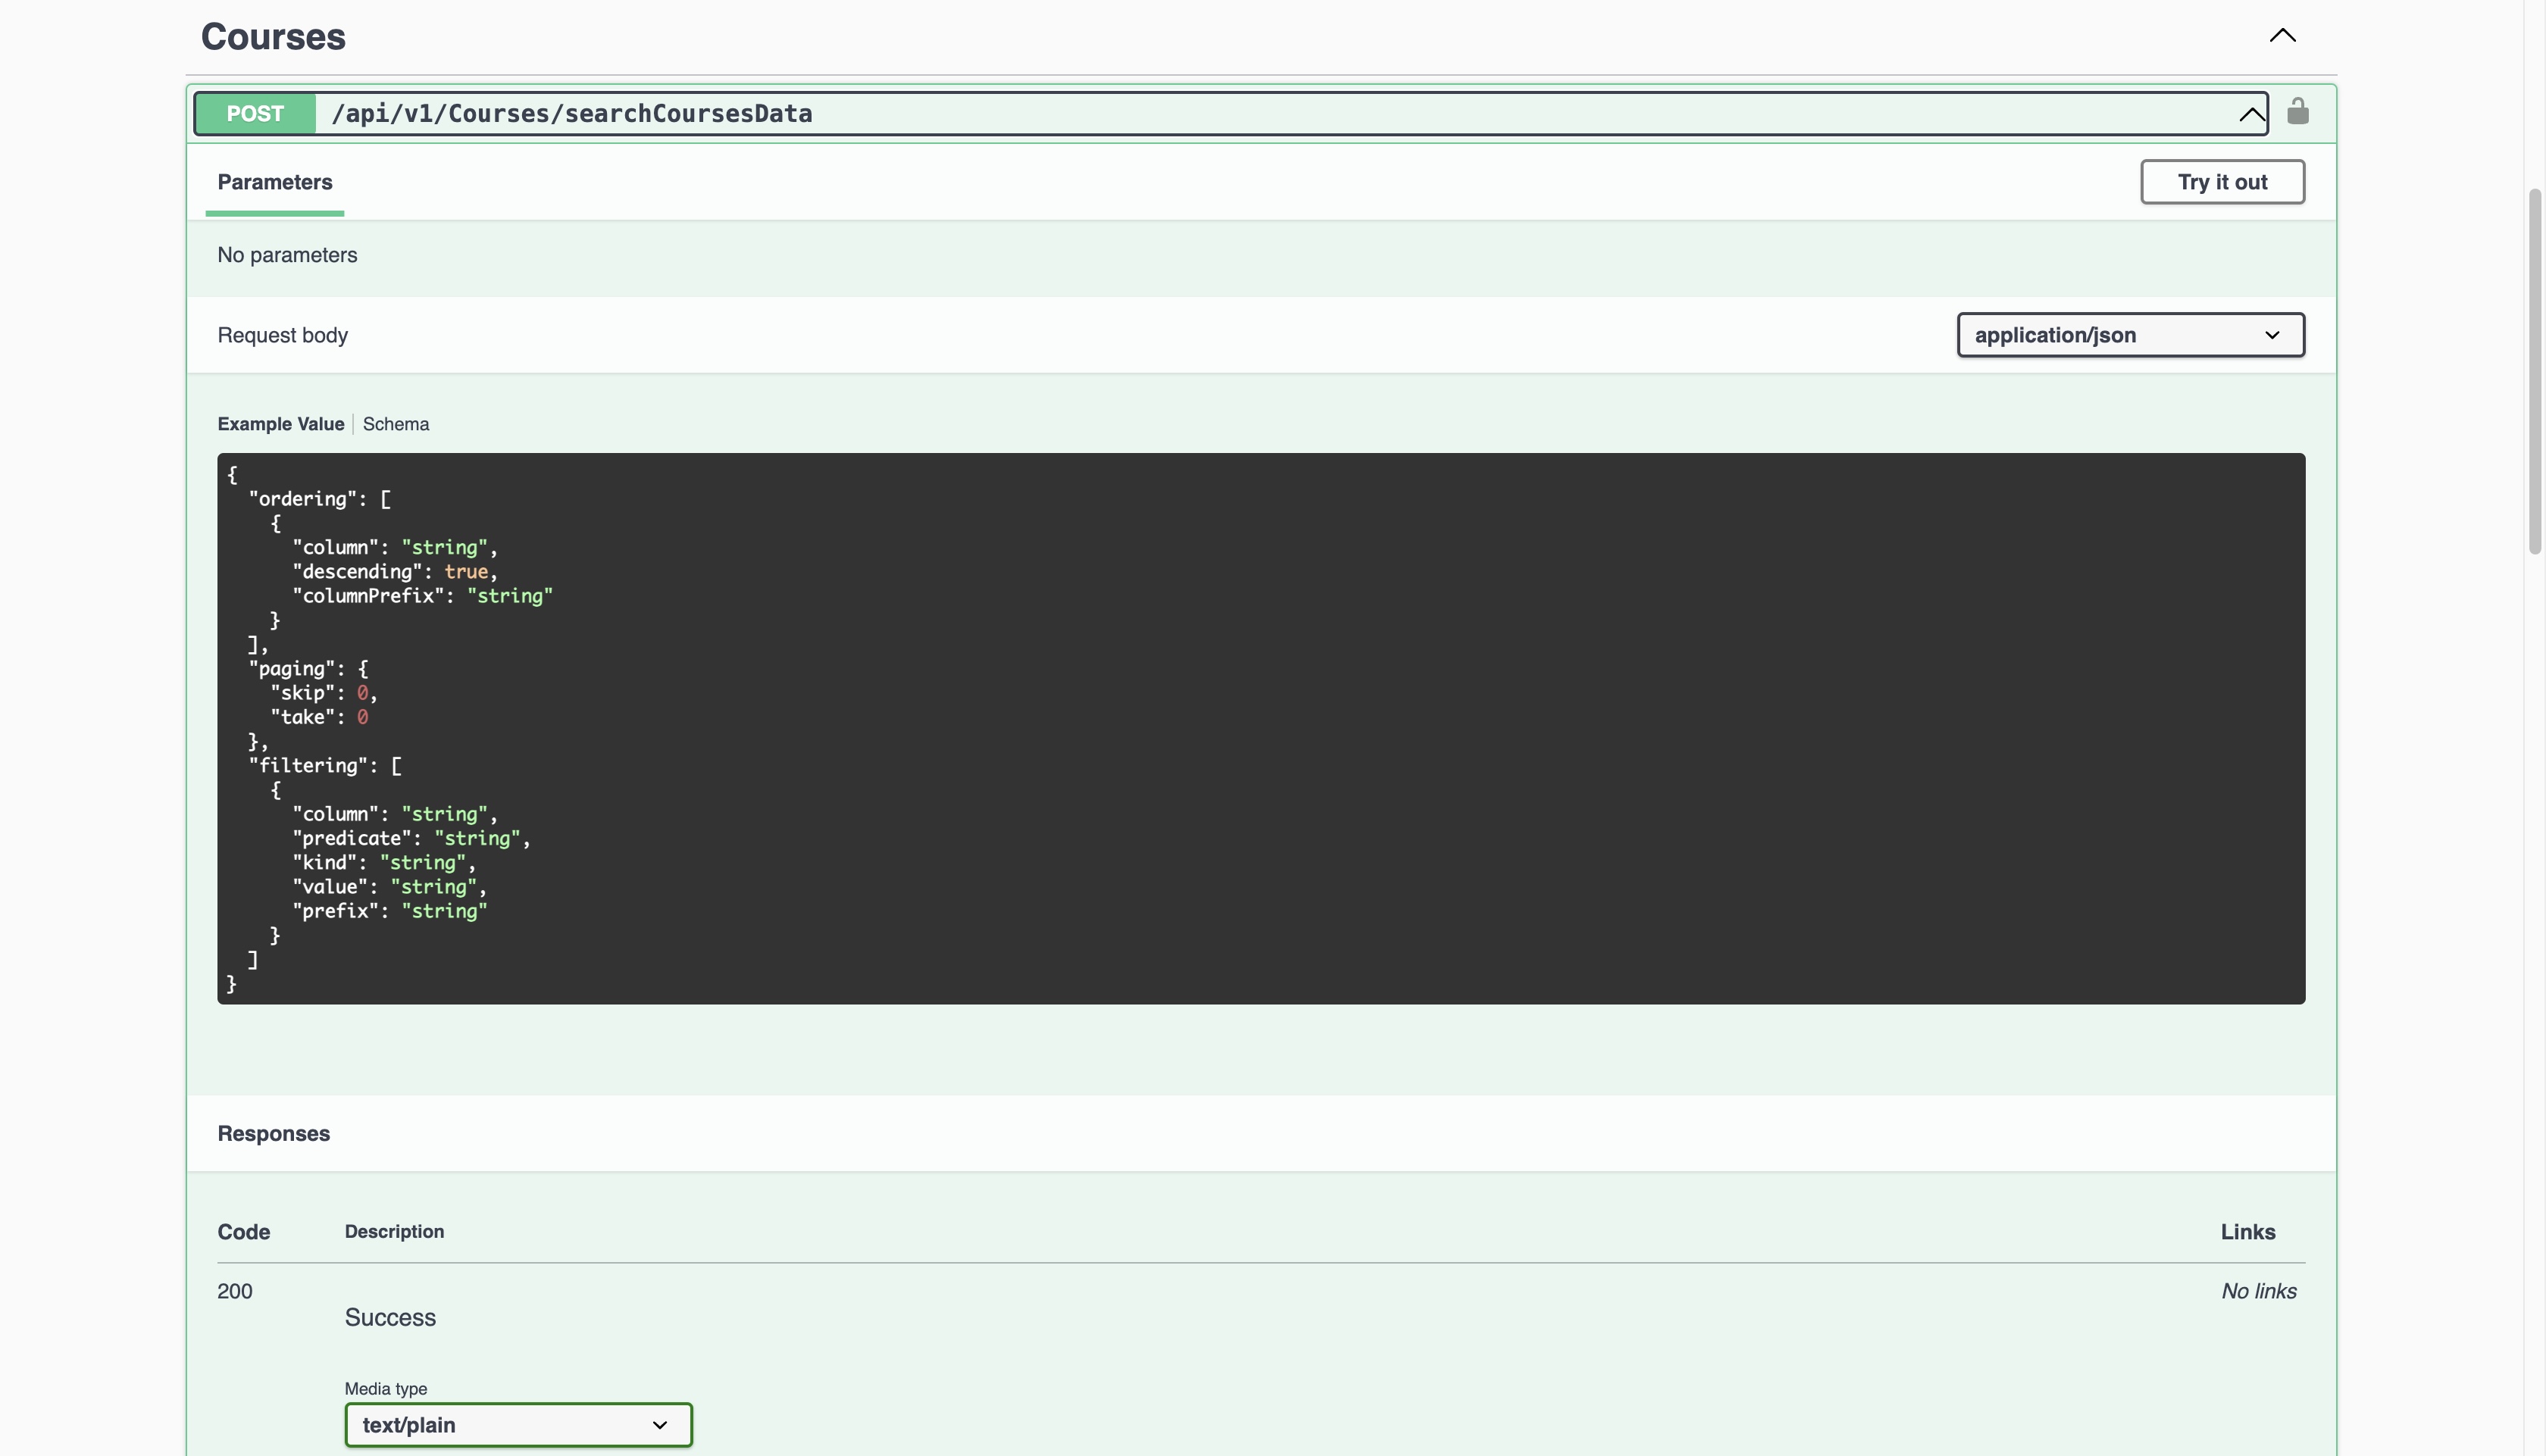 Courses
POST /api/v1/Courses/searchCoursesData
Parameters
Try it out
No parameters
Request body
application/json
Example Value
Schema
{
  "ordering": [
    {
      "column": "string",
      "descending": true,
      "columnPrefix": "string"
    }
  ],
  "paging": {
    "skip": 0,
    "take": 0
  },
  "filtering": [
    {
      "column": "string",
      "predicate": "string",
      "kind": "string",
      "value": "string",
      "prefix": "string"
    }
  ]
}
Responses
Code Description Links
200
No links
Success
Media type
text/plain